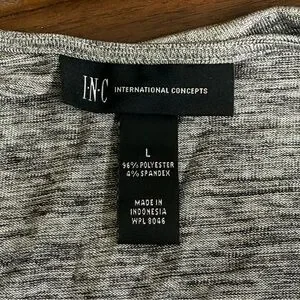 I·N·C INTERNATIONAL CONCEPTS
L
96% POLYESTER
4% SPANDEX
MADE IN
INDONESIA
WPL 8046